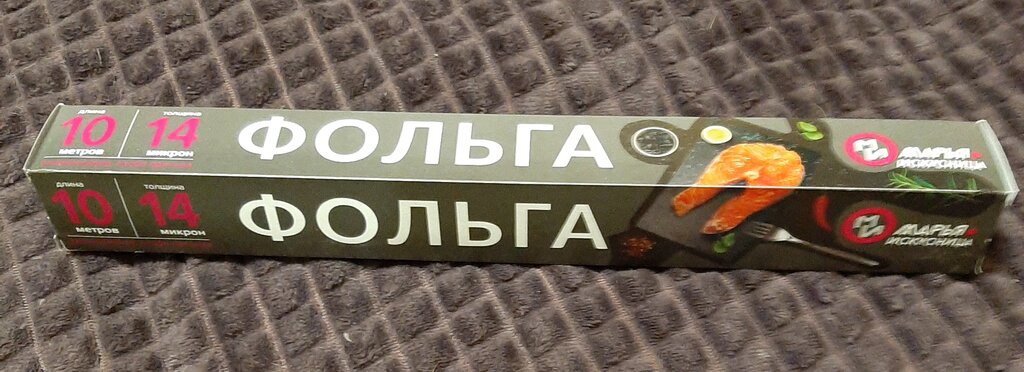 длина
10
метров
толщина
14
микрон
ФОЛЬГА
МАРЬЯ
ИСКУСНИЦА
длина
10
метров
толщина
14
микрон
ФОЛЬГА
МАРЬЯ
ИСКУСНИЦА